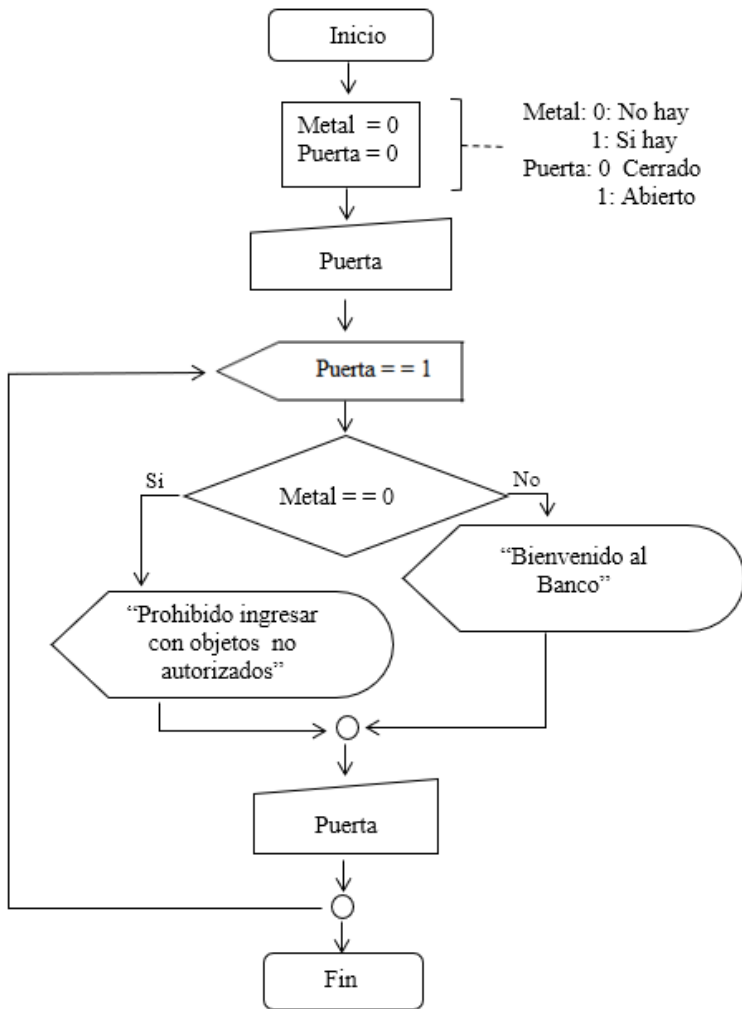 Inicio
Metal = 0
Puerta = 0
Metal: 0: No hay
1: Si hay
Puerta: 0 Cerrado
1: Abierto
Puerta
Puerta = = 1
Si
Metal = = 0
No
“Bienvenido al
Banco”
“Prohibido ingresar
con objetos no
autorizados”
Puerta
Fin